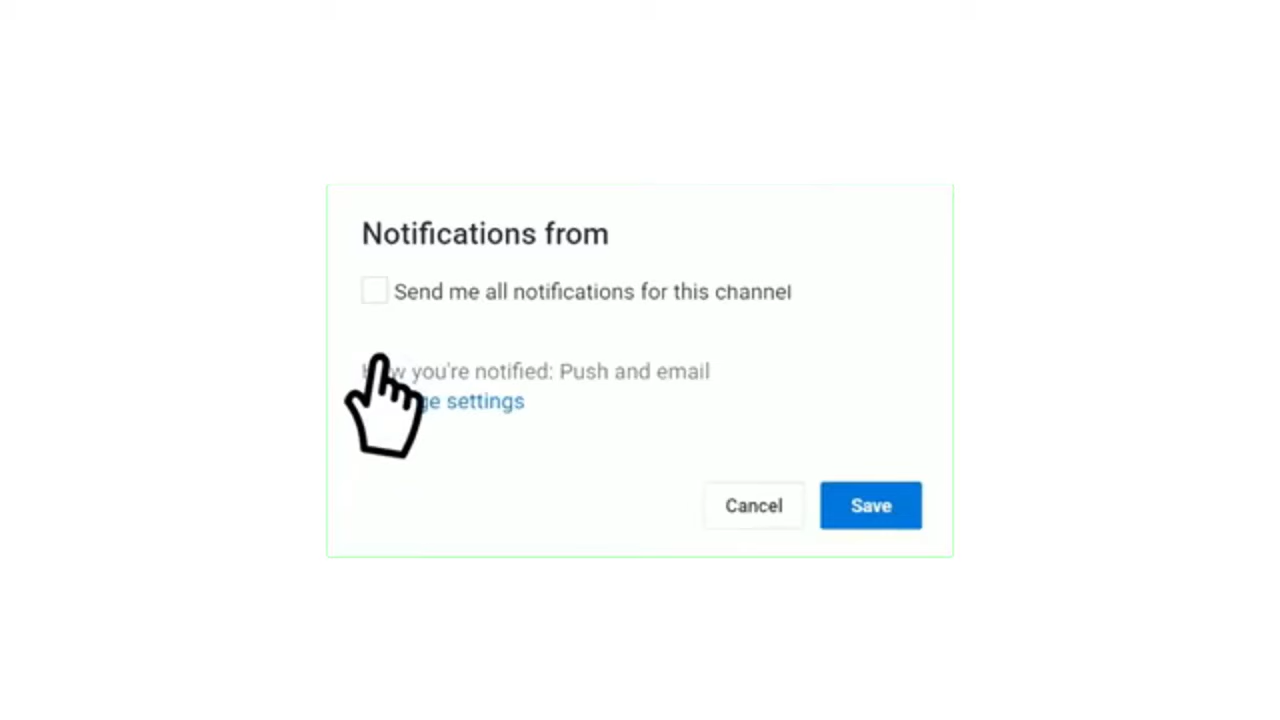 Notifications from
Send me all notifications for this channel
you're notified: Push and email
settings
Cancel
Save